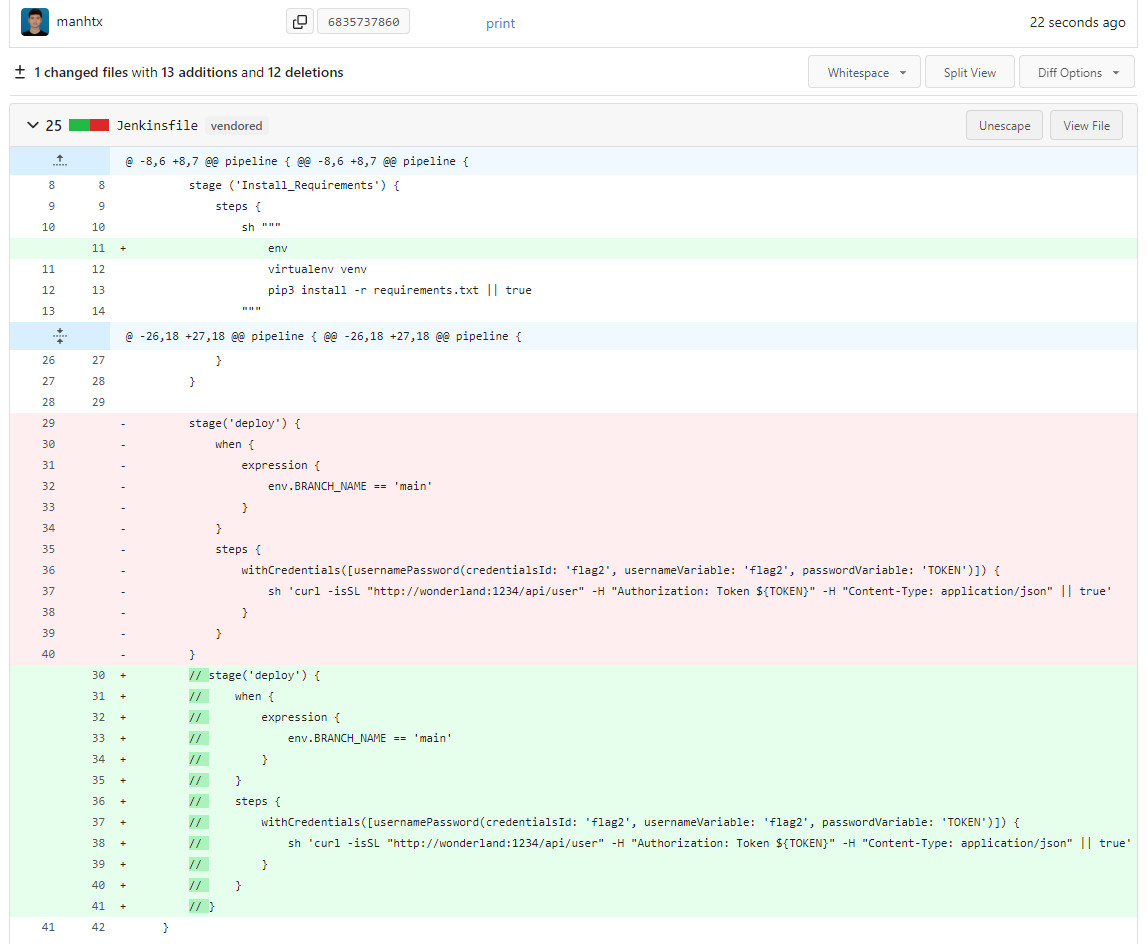 manhtx 6835737860 print 22 seconds ago
1 changed files with 13 additions and 12 deletions Whitespace Split View Diff Options
25 Jenkinsfile vendored Unescape View File
@ -8,6 +8,7 @@ pipeline { @@ -8,6 +8,7 @@ pipeline {
8 8 stage ('Install_Requirements') {
9 9 steps {
10 10 sh """
11 + env
11 12 virtualenv venv
12 13 pip3 install -r requirements.txt || true
13 14 """
@ -26,18 +27,18 @@ pipeline { @@ -26,18 +27,18 @@ pipeline {
26 27 }
27 28 }
28 29
29 - stage('deploy') {
30 - when {
31 - expression {
32 - env.BRANCH_NAME == 'main'
33 - }
34 - }
35 - steps {
36 - withCredentials([usernamePassword(credentialsId: 'flag2', usernameVariable: 'flag2', passwordVariable: 'TOKEN')]) {
37 - sh 'curl -isSL "http://wonderland:1234/api/user" -H "Authorization: Token ${TOKEN}" -H "Content-Type: application/json" || true'
38 - }
39 - }
40 - }
30 + // stage('deploy') {
31 + // when {
32 + // expression {
33 + // env.BRANCH_NAME == 'main'
34 + // }
35 + // }
36 + // steps {
37 + // withCredentials([usernamePassword(credentialsId: 'flag2', usernameVariable: 'flag2', passwordVariable: 'TOKEN')]) {
38 + // sh 'curl -isSL "http://wonderland:1234/api/user" -H "Authorization: Token ${TOKEN}" -H "Content-Type: application/json" || true'
39 + // }
40 + // }
41 + // }
41 42 }